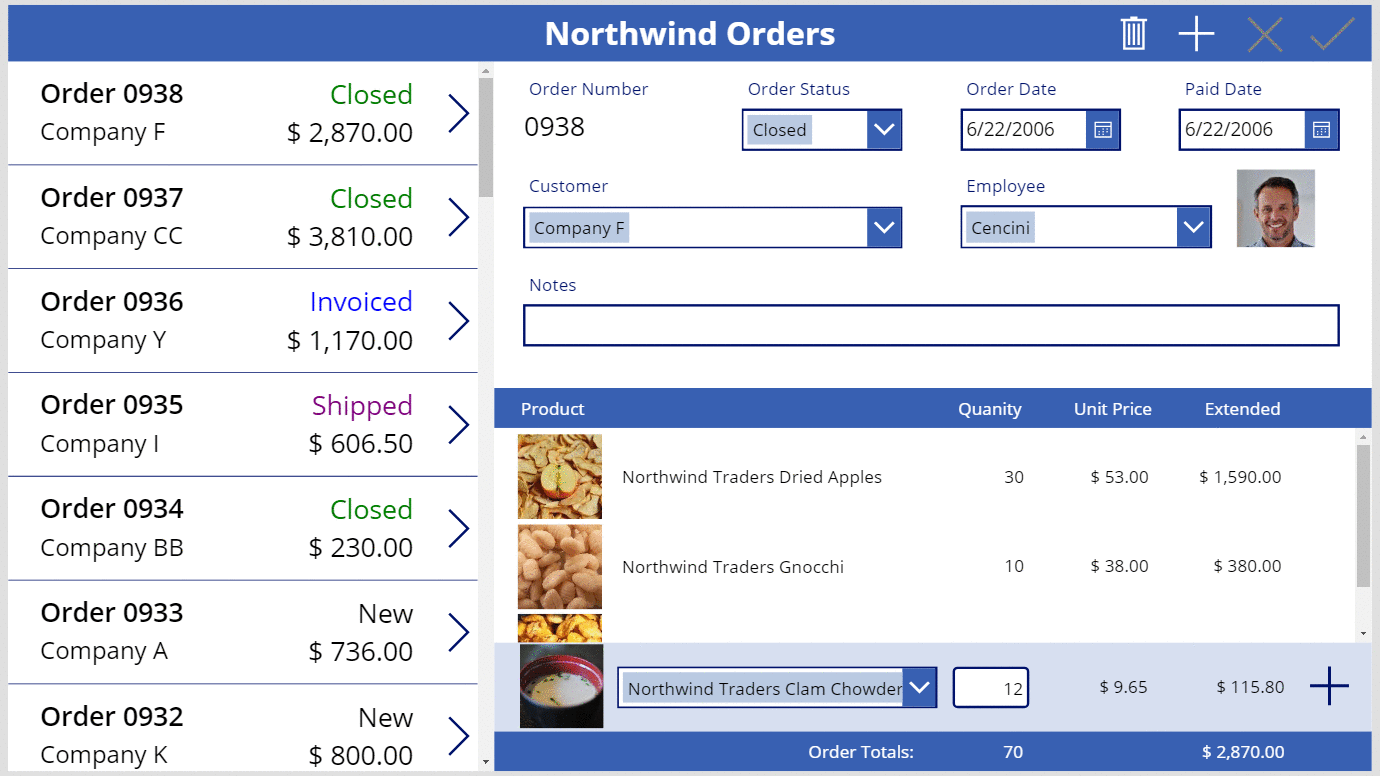 Northwind Orders
Order 0938 Closed
Company F $ 2,870.00
Order 0937 Closed
Company CC $ 3,810.00
Order 0936 Invoiced
Company Y $ 1,170.00
Order 0935 Shipped
Company I $ 606.50
Order 0934 Closed
Company BB $ 230.00
Order 0933 New
Company A $ 736.00
Order 0932 New
Company K $ 800.00
Order Number Order Status Order Date Paid Date
0938 Closed 6/22/2006 6/22/2006
Customer Employee
Company F Cencini
Notes
Product Quanity Unit Price Extended
Northwind Traders Dried Apples 30 $ 53.00 $ 1,590.00
Northwind Traders Gnocchi 10 $ 38.00 $ 380.00
Northwind Traders Clam Chowder 12 $ 9.65 $ 115.80
Order Totals: 70 $ 2,870.00